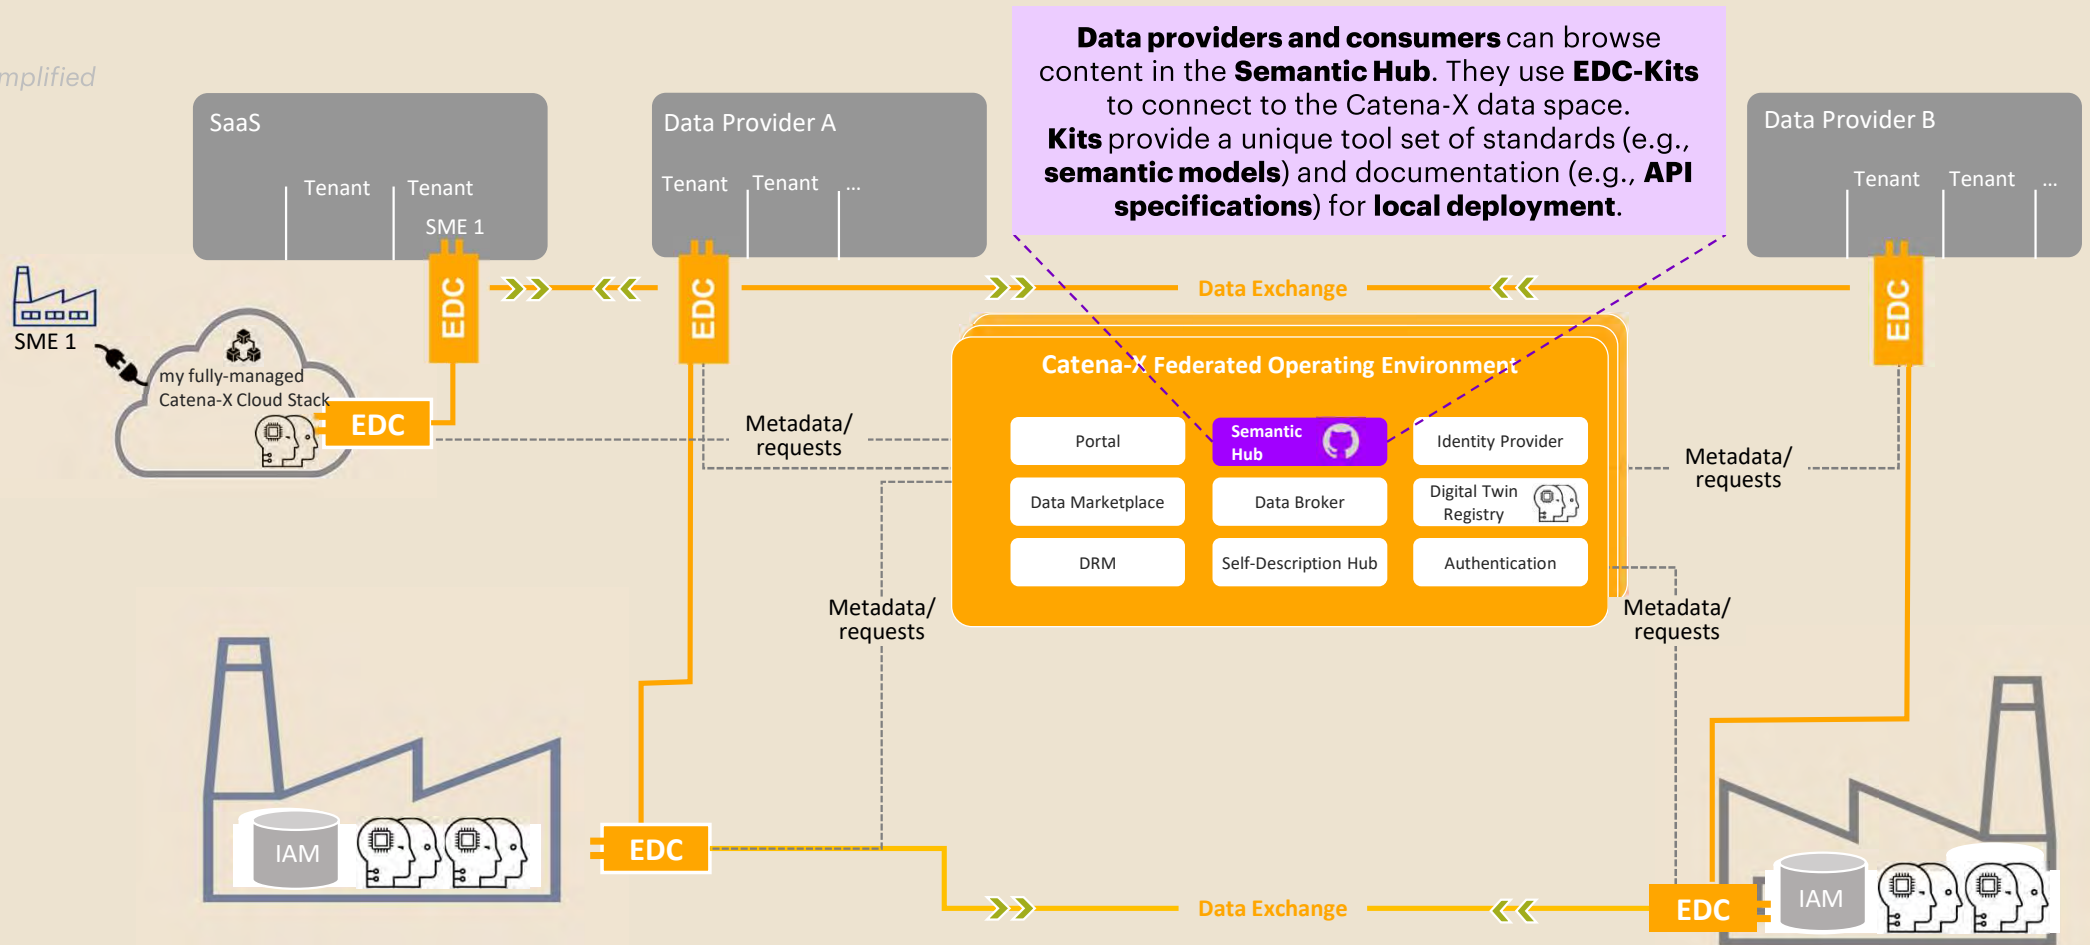 mplified
Data providers and consumers can browse
content in the Semantic Hub. They use EDC-Kits
to connect to the Catena-X data space.
Kits provide a unique tool set of standards (e.g.,
semantic models) and documentation (e.g., API
specifications) for local deployment.
SaaS
Tenant
Tenant
SME 1
Data Provider A
Tenant
Tenant
...
Data Provider B
Tenant
Tenant
...
EDC
EDC
Data Exchange
EDC
SME 1
my fully-managed
Catena-X Cloud Stack
EDC
Metadata/
requests
Catena-X Federated Operating Environment
Portal
Semantic
Hub
Identity Provider
Data Marketplace
Data Broker
Digital Twin
Registry
DRM
Self-Description Hub
Authentication
Metadata/
requests
Metadata/
requests
Metadata/
requests
IAM
EDC
Data Exchange
EDC
IAM